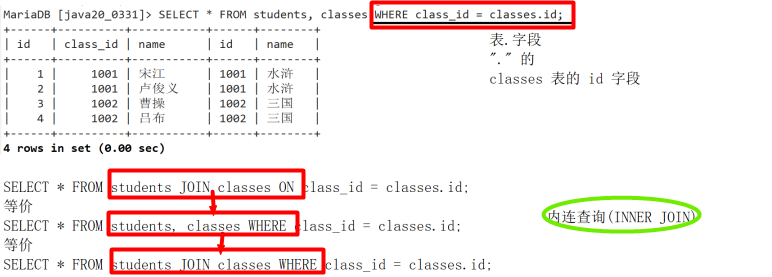 MariaDB [java20_0331]> SELECT * FROM students, classes WHERE class_id = classes.id;
+------+----------+--------+------+------+
| id | class_id | name | id | name |
+------+----------+--------+------+------+
| 1 | 1001 | 宋江 | 1001 | 水浒 |
| 2 | 1001 | 卢俊义 | 1001 | 水浒 |
| 3 | 1002 | 曹操 | 1002 | 三国 |
| 4 | 1002 | 吕布 | 1002 | 三国 |
+------+----------+--------+------+------+
4 rows in set (0.00 sec)
表.字段
"." 的
classes 表的 id 字段
SELECT * FROM students JOIN classes ON class_id = classes.id;
等价
SELECT * FROM students, classes WHERE class_id = classes.id;
等价
SELECT * FROM students JOIN classes WHERE class_id = classes.id;
内连查询(INNER JOIN)